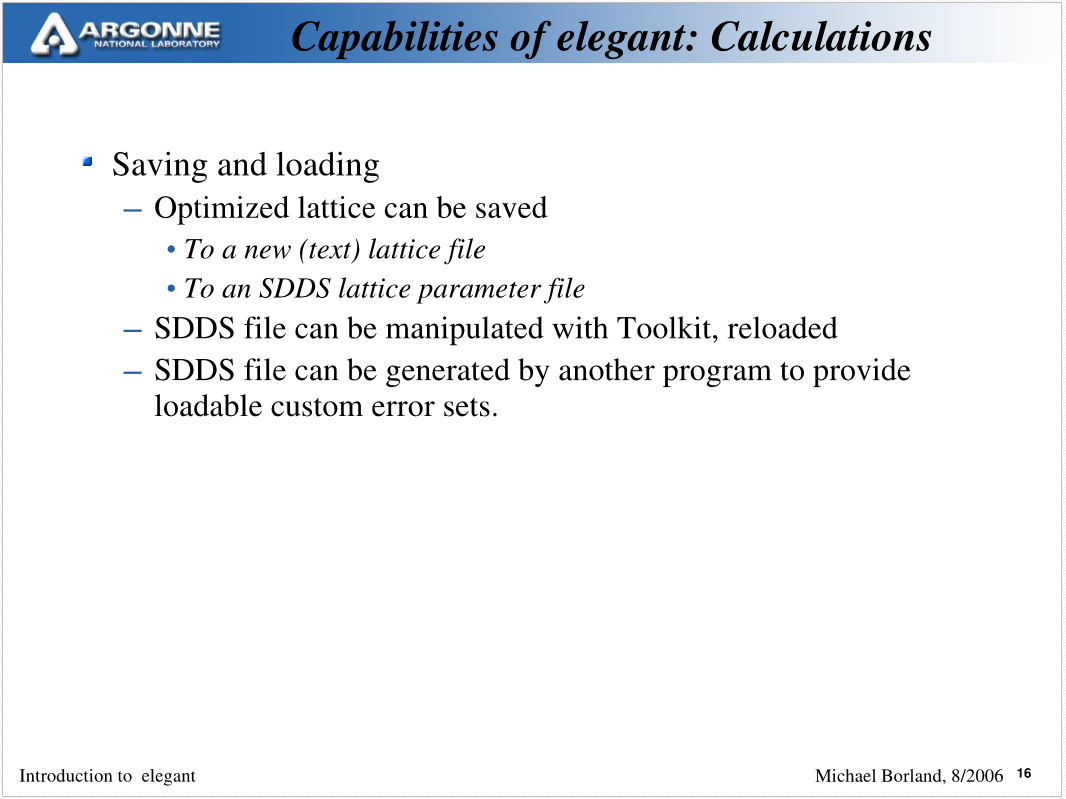 ARGONNE
NATIONAL LABORATORY
Capabilities of elegant: Calculations
Saving and loading
– Optimized lattice can be saved
• To a new (text) lattice file
• To an SDDS lattice parameter file
– SDDS file can be manipulated with Toolkit, reloaded
– SDDS file can be generated by another program to provide
loadable custom error sets.
Introduction to elegant
Michael Borland, 8/2006 16